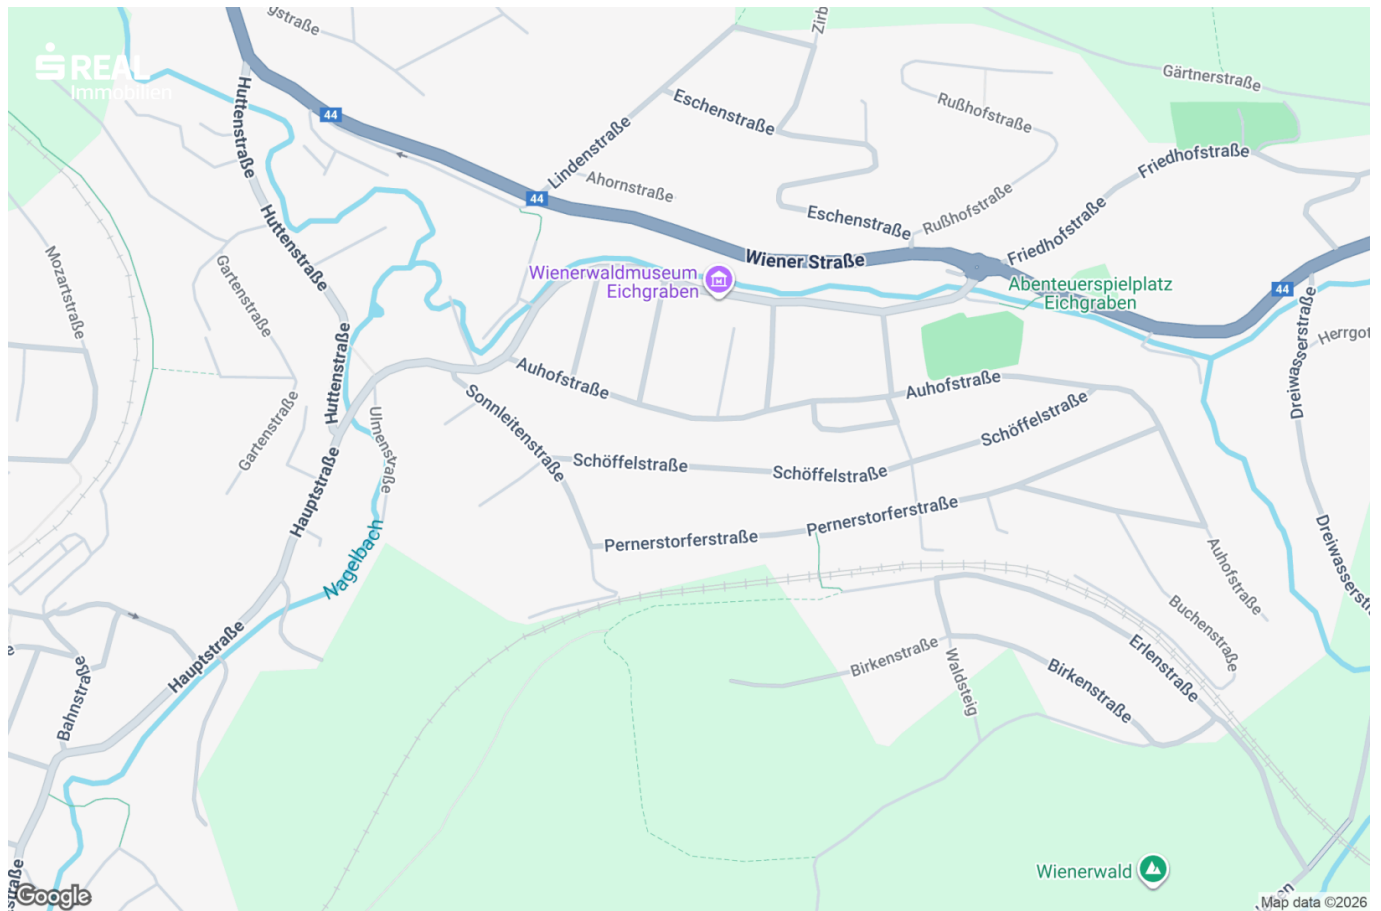 gstraße
Zirb
Gärtnerstraße
REAL
Immobilien
44
Huttenstraße
Eschenstraße
Rußhofstraße
Lindenstraße
Friedhofstraße
Ahornstraße
44
Eschenstraße
Rußhofstraße
Huttenstraße
Friedhofstraße
Wiener Straße
Mozartstraße
Gartenstraße
Wienerwaldmuseum
Eichgraben
Abenteuerspielplatz
Eichgraben
44
Dreiwasserstraße
Herrgot
Huttenstraße
Auhofstraße
Auhofstraße
Sonnleitenstraße
Gartenstraße
Ulmenstraße
Schöffelstraße
Schöffelstraße
Schöffelstraße
Hauptstraße
Pernerstorferstraße
Pernerstorferstraße
Nagelbach
Dreiwasserstr
Auhofstraße
Buchenstraße
Hauptstraße
Birkenstraße
Waldsteig
Erlenstraße
Birkenstraße
Bahnstraße
Wienerwald
straße
Google
Map data ©2026